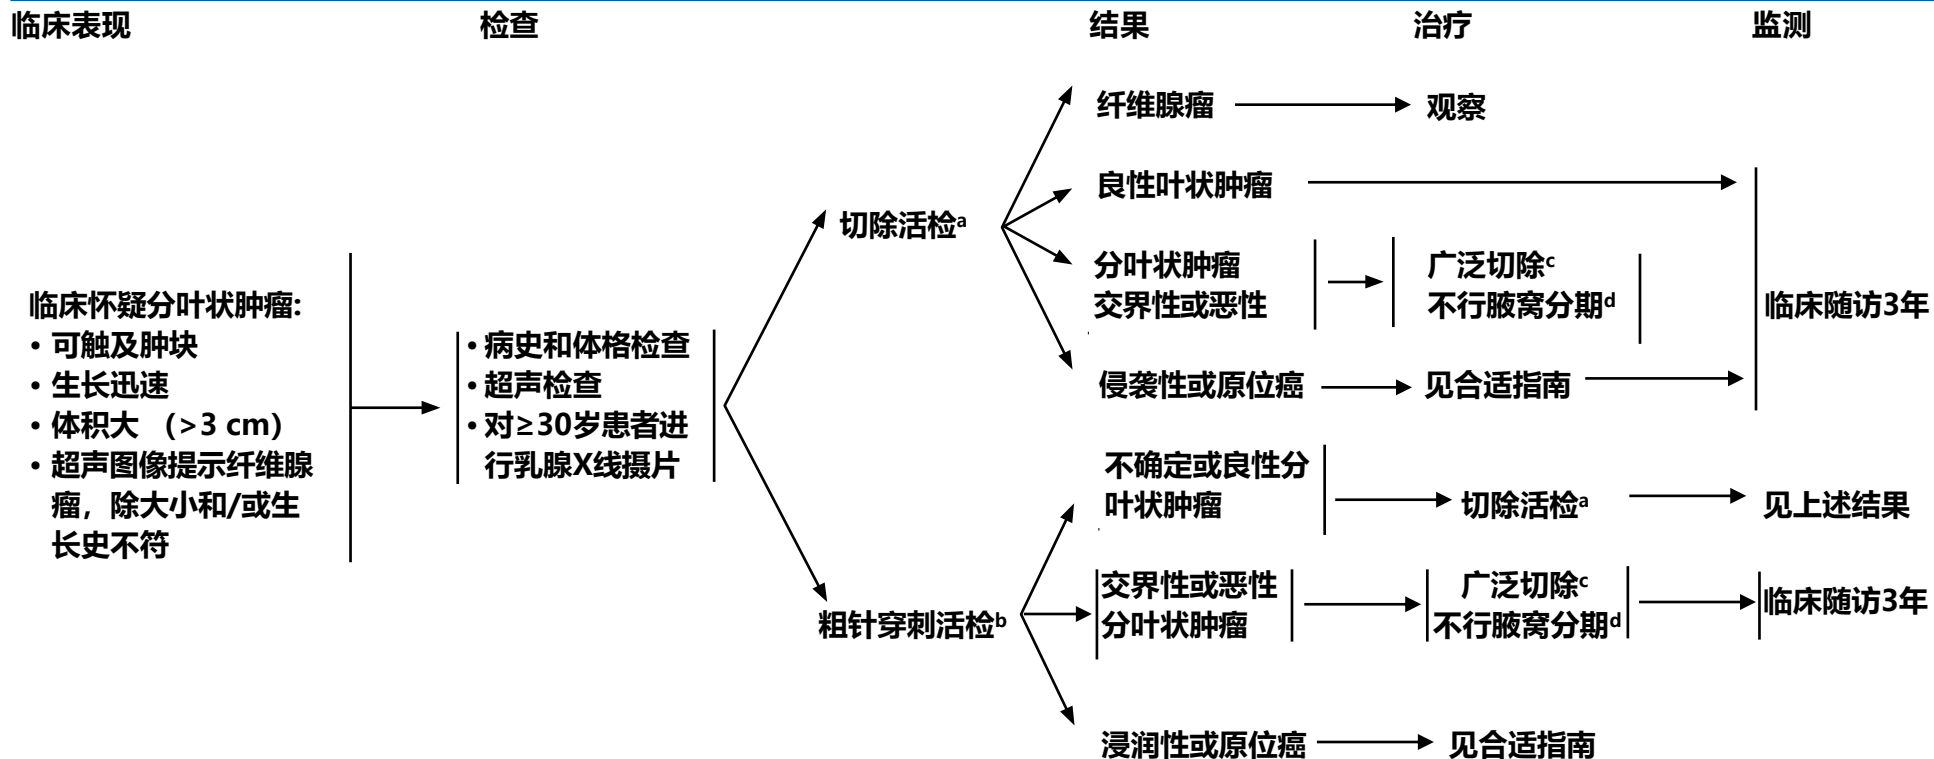 临床表现
检查
结果
治疗
监测
临床怀疑分叶状肿瘤:
• 可触及肿块
• 生长迅速
• 体积大 （>3 cm）
• 超声图像提示纤维腺
瘤，除大小和/或生
长史不符
• 病史和体格检查
• 超声检查
• 对≥30岁患者进
行乳腺X线摄片
切除活检a
纤维腺瘤
观察
良性叶状肿瘤
分叶状肿瘤
交界性或恶性
广泛切除c
不行腋窝分期d
侵袭性或原位癌
见合适指南
临床随访3年
粗针穿刺活检b
不确定或良性分
叶状肿瘤
切除活检a
见上述结果
交界性或恶性
分叶状肿瘤
广泛切除c
不行腋窝分期d
临床随访3年
浸润性或原位癌
见合适指南